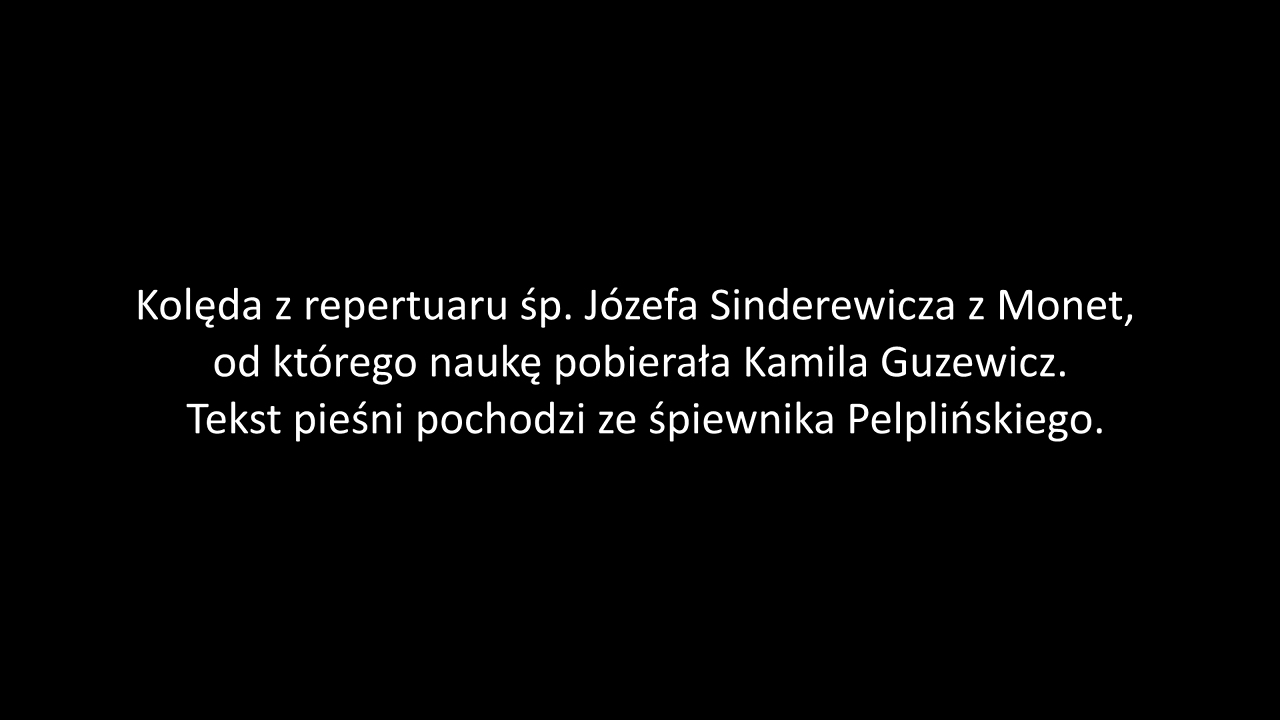 Kolęda z repertuaru śp. Józefa Sinderewicza z Monet,
od którego naukę pobierała Kamila Guzewicz.
Tekst pieśni pochodzi ze śpiewnika Pelplińskiego.